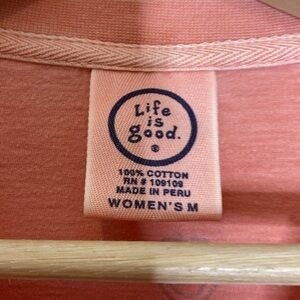 Life
is
good.
®
100% COTTON
RN # 109109
MADE IN PERU
WOMEN'S M